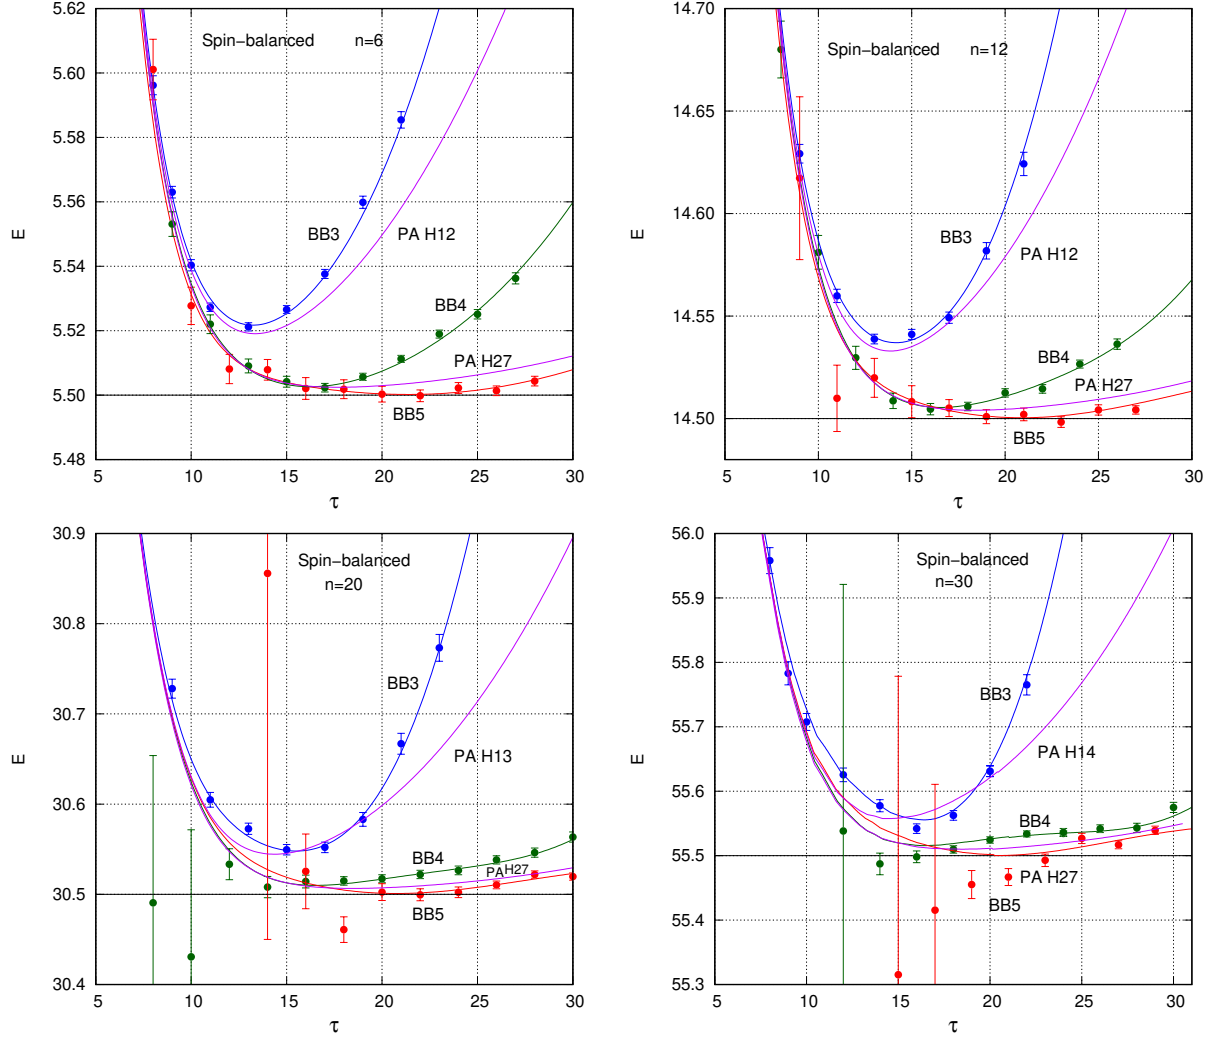 5.62
5.60
5.58
5.56
5.54
5.52
5.50
5.48
E
Spin−balanced n=6
BB3
PA H12
BB4
PA H27
BB5
5 10 15 20 25 30
τ
14.70
14.65
14.60
14.55
14.50
E
Spin−balanced n=12
BB3
PA H12
BB4
PA H27
BB5
5 10 15 20 25 30
τ
30.9
30.8
30.7
30.6
30.5
30.4
E
Spin−balanced
n=20
BB3
PA H13
BB4
PA H27
BB5
5 10 15 20 25 30
τ
56.0
55.9
55.8
55.7
55.6
55.5
55.4
55.3
E
Spin−balanced
n=30
BB3
PA H14
BB4
PA H27
BB5
5 10 15 20 25 30
τ